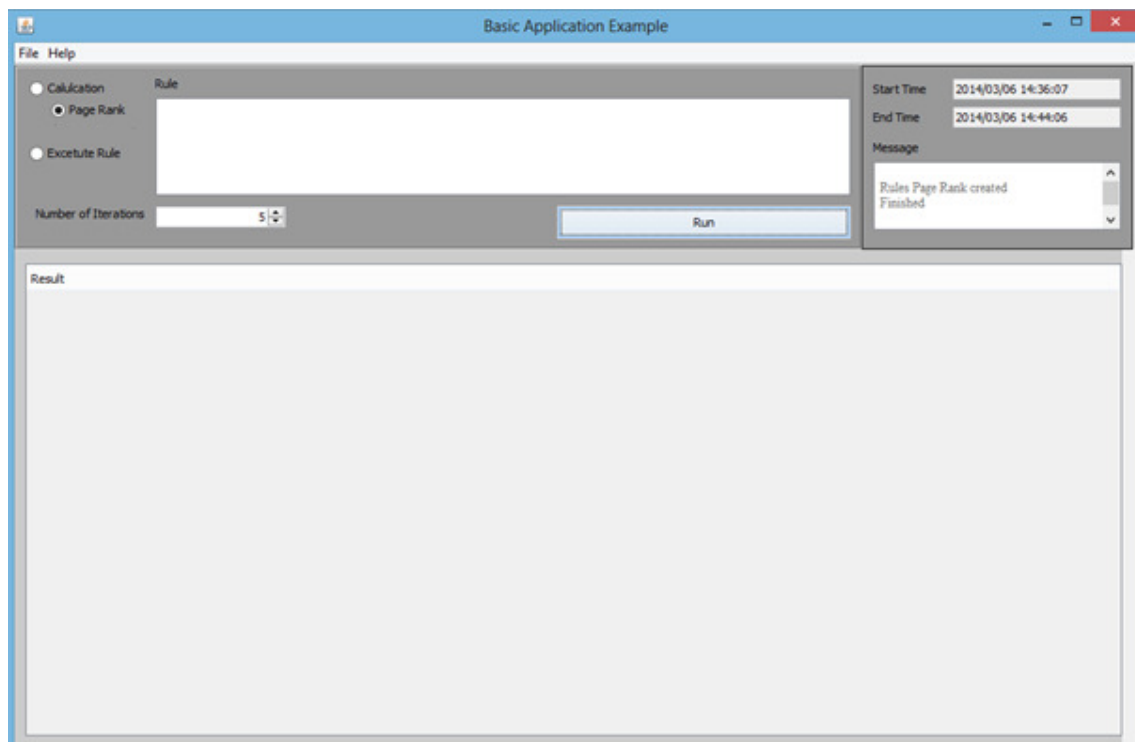 Basic Application Example
File Help
Calulcation
Page Rank
Excetute Rule
Rule
Number of Iterations
5
Run
Start Time
2014/03/06 14:36:07
End Time
2014/03/06 14:44:06
Message
Rules Page Rank created
Finished
Result